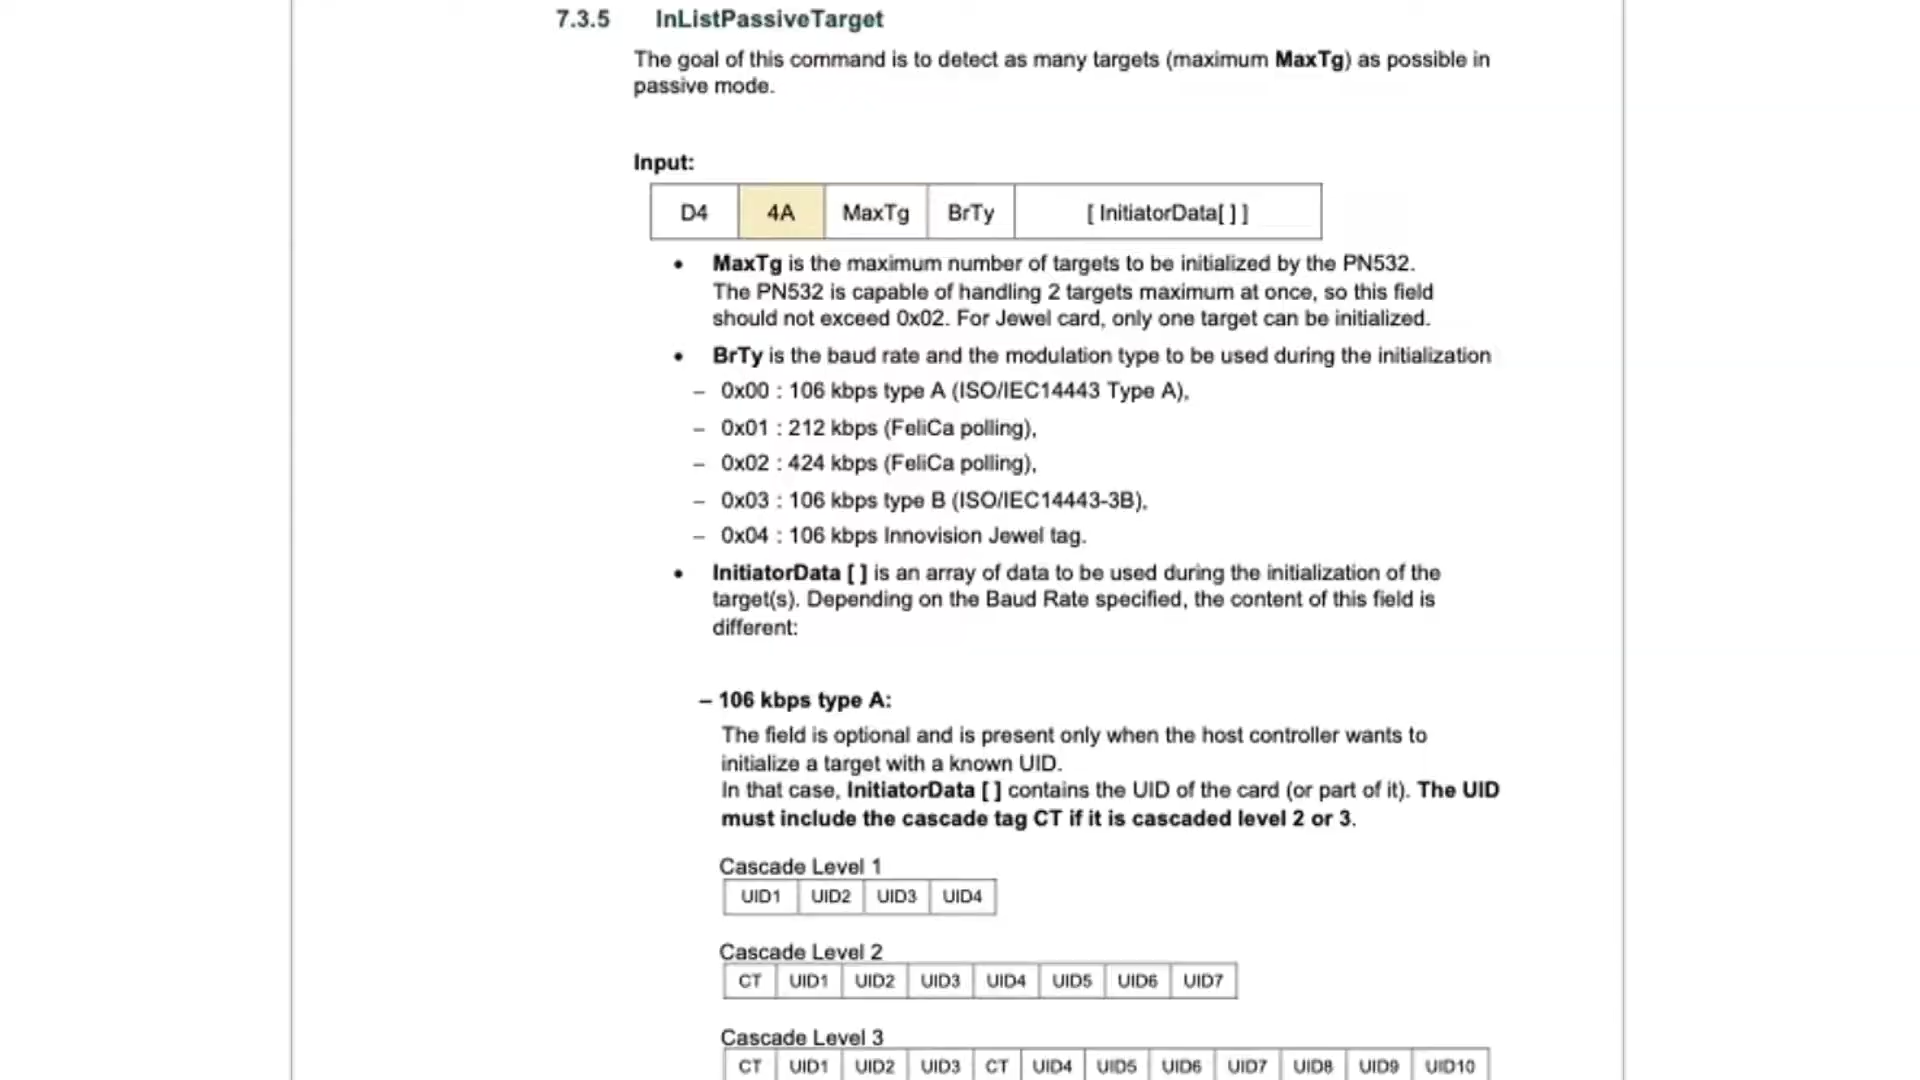 7.3.5 InListPassiveTarget
The goal of this command is to detect as many targets (maximum MaxTg) as possible in
passive mode.
Input:
D4 4A MaxTg BrTy [ InitiatorData[ ] ]
• MaxTg is the maximum number of targets to be initialized by the PN532.
The PN532 is capable of handling 2 targets maximum at once, so this field
should not exceed 0x02. For Jewel card, only one target can be initialized.
• BrTy is the baud rate and the modulation type to be used during the initialization
– 0x00 : 106 kbps type A (ISO/IEC14443 Type A),
– 0x01 : 212 kbps (FeliCa polling),
– 0x02 : 424 kbps (FeliCa polling),
– 0x03 : 106 kbps type B (ISO/IEC14443-3B),
– 0x04 : 106 kbps Innovision Jewel tag.
• InitiatorData [ ] is an array of data to be used during the initialization of the
target(s). Depending on the Baud Rate specified, the content of this field is
different:
– 106 kbps type A:
The field is optional and is present only when the host controller wants to
initialize a target with a known UID.
In that case, InitiatorData [ ] contains the UID of the card (or part of it). The UID
must include the cascade tag CT if it is cascaded level 2 or 3.
Cascade Level 1
UID1 UID2 UID3 UID4
Cascade Level 2
CT UID1 UID2 UID3 UID4 UID5 UID6 UID7
Cascade Level 3
CT UID1 UID2 UID3 CT UID4 UID5 UID6 UID7 UID8 UID9 UID10